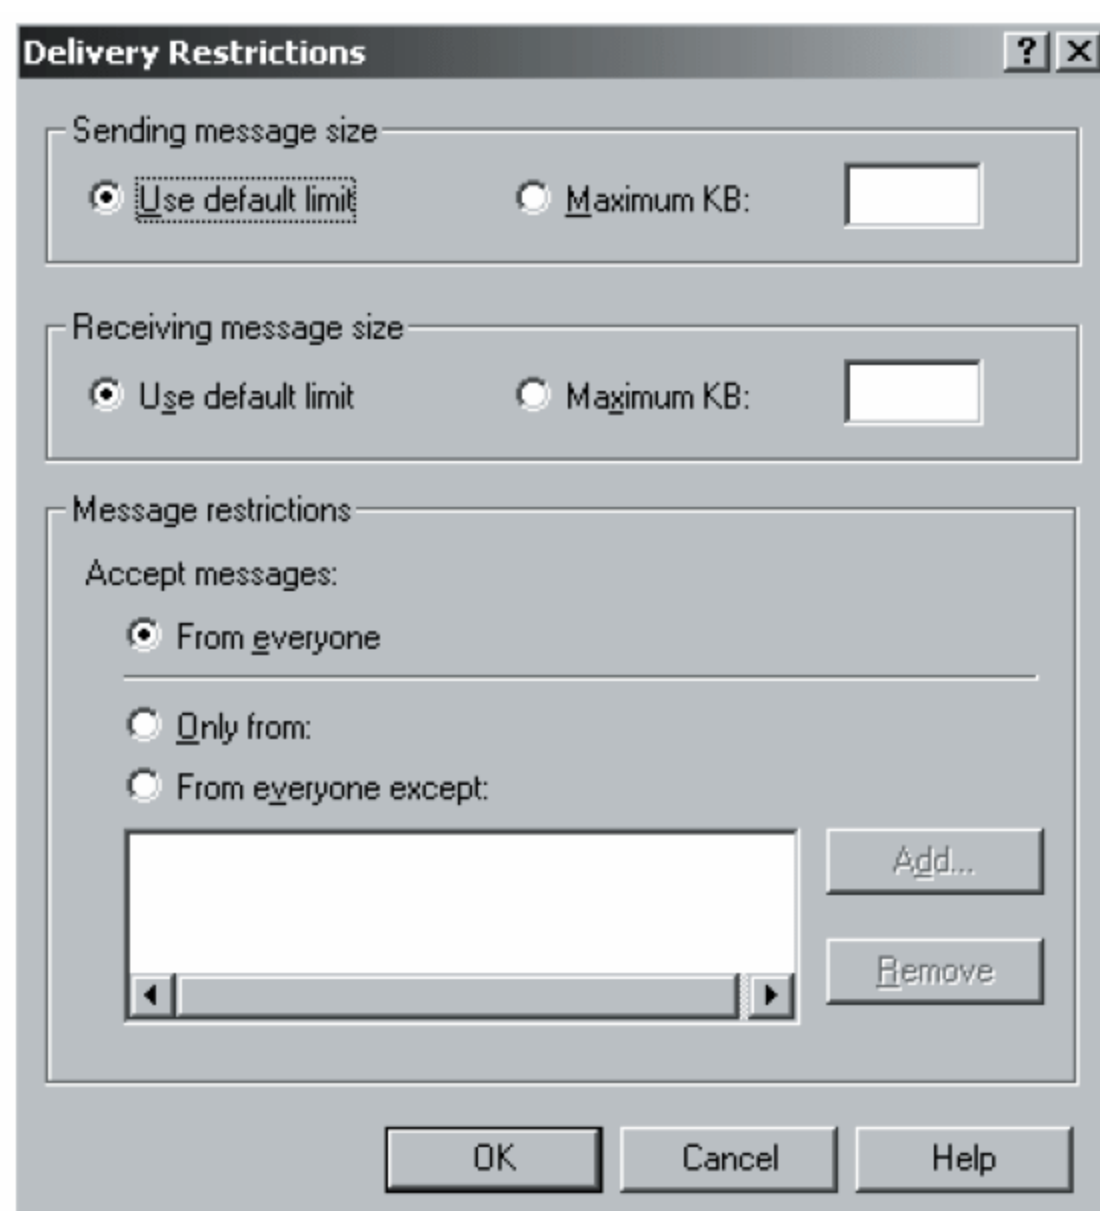 Delivery Restrictions
Sending message size
Use default limit Maximum KB:
Receiving message size
Use default limit Maximum KB:
Message restrictions
Accept messages:
From everyone
Only from:
From everyone except:
Add...
Remove
OK Cancel Help